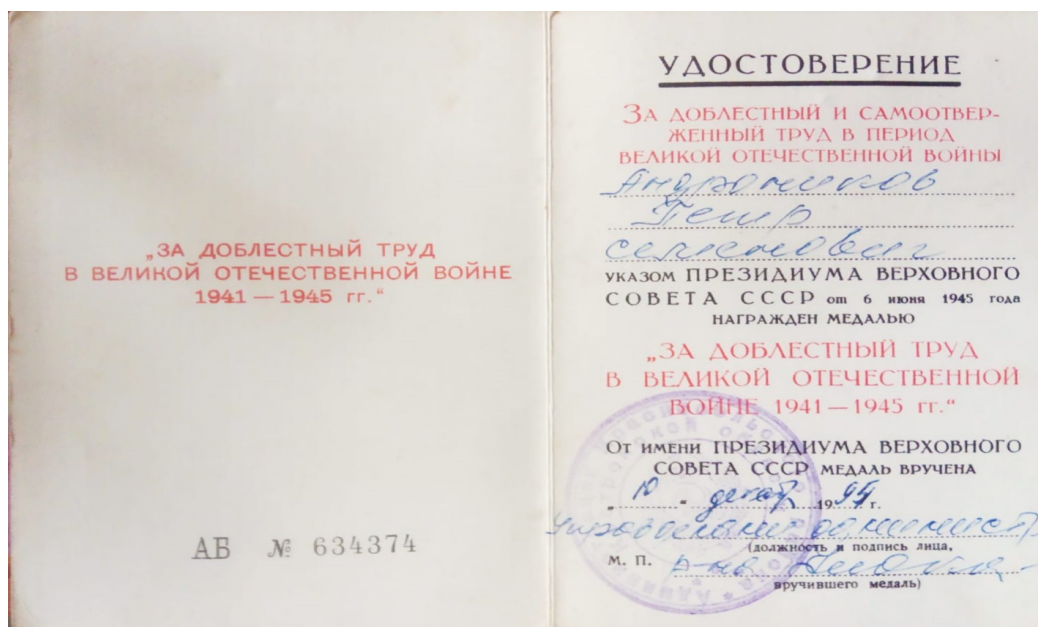 „ЗА ДОБЛЕСТНЫЙ ТРУД
В ВЕЛИКОЙ ОТЕЧЕСТВЕННОЙ ВОЙНЕ
1941 — 1945 гг.“
АБ № 634374
УДОСТОВЕРЕНИЕ
ЗА ДОБЛЕСТНЫЙ И САМООТВЕР-
ЖЕННЫЙ ТРУД В ПЕРИОД
ВЕЛИКОЙ ОТЕЧЕСТВЕННОЙ ВОЙНЫ
Андроников
Петр
Семенович
УКАЗОМ ПРЕЗИДИУМА ВЕРХОВНОГО
СОВЕТА СССР от 6 июня 1945 года
НАГРАЖДЕН МЕДАЛЬЮ
„ЗА ДОБЛЕСТНЫЙ ТРУД
В ВЕЛИКОЙ ОТЕЧЕСТВЕННОЙ
ВОЙНЕ 1941 — 1945 гг.“
ОТ ИМЕНИ ПРЕЗИДИУМА ВЕРХОВНОГО
СОВЕТА СССР МЕДАЛЬ ВРУЧЕНА
„10“ 19 г.
(должность и подпись лица,
М. П.
вручившего медаль)